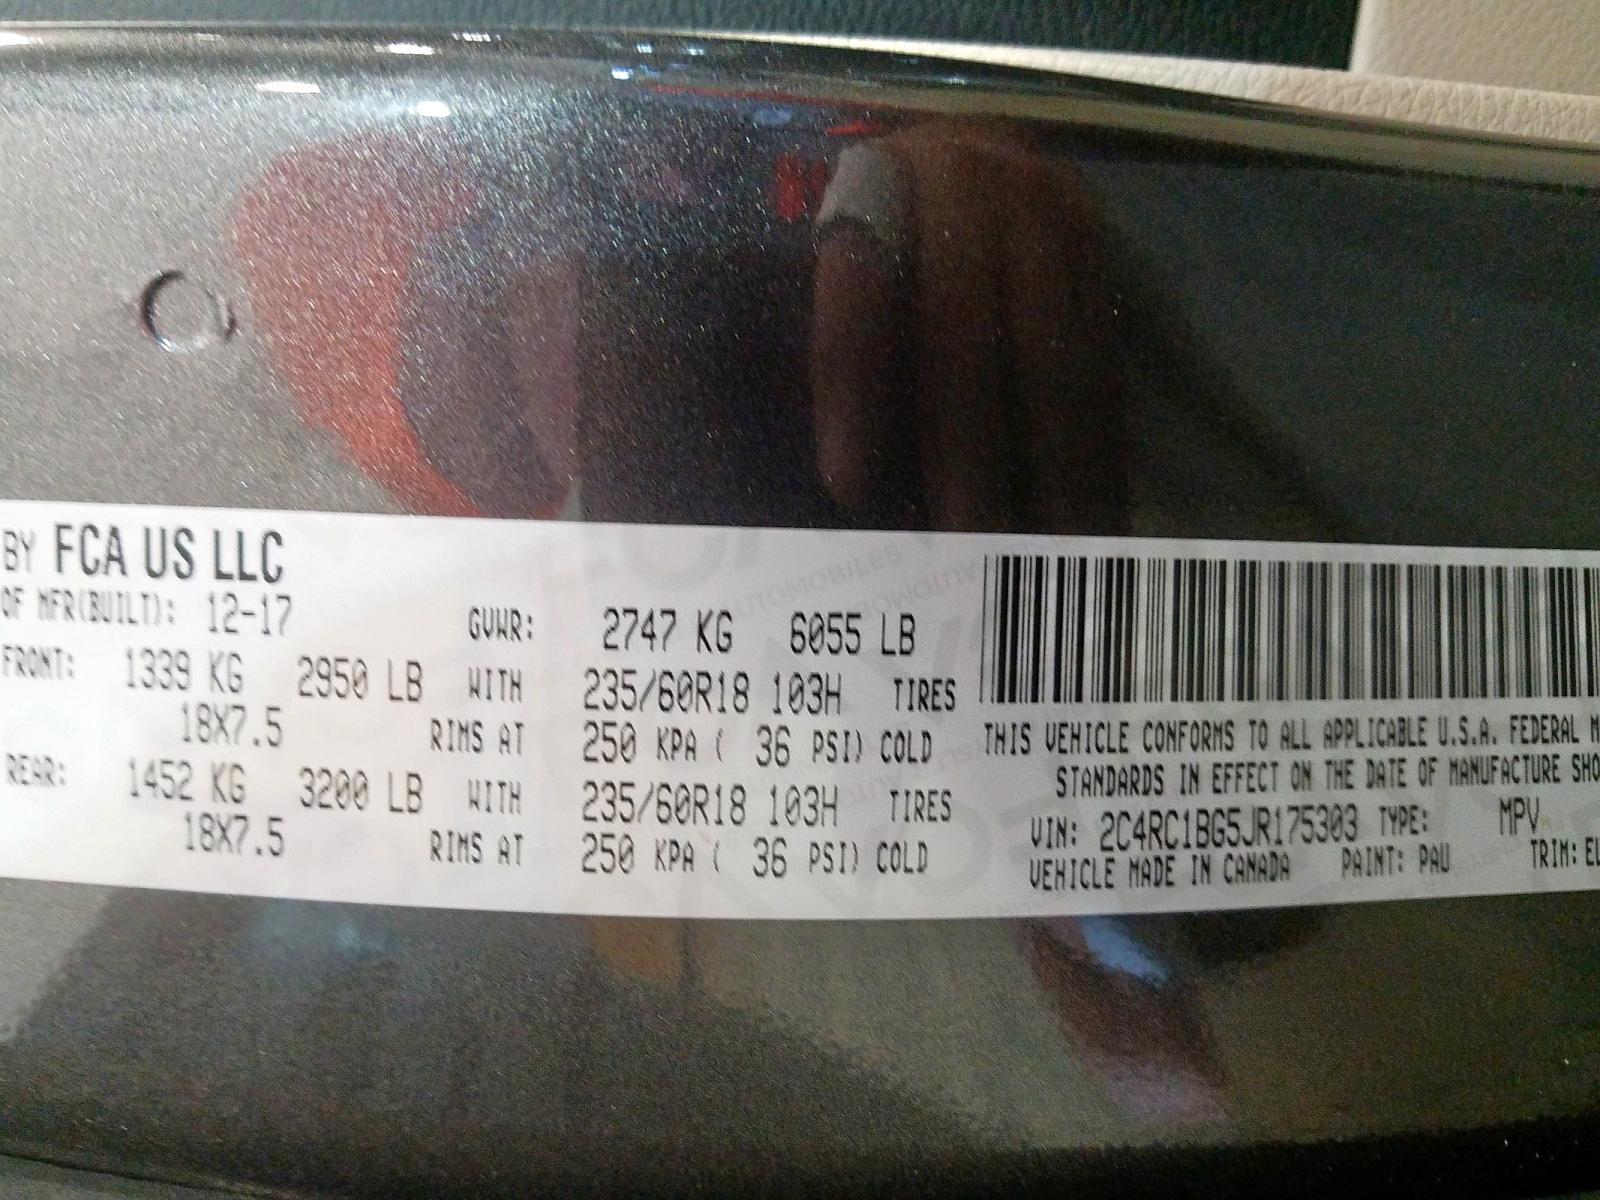 BY FCA US LLC
OF MFR(BUILT): 12-17 GVWR: 2747 KG 6055 LB
FRONT: 1339 KG 2950 LB WITH 235/60R18 103H TIRES
18X7.5 RIMS AT 250 KPA ( 36 PSI) COLD
REAR: 1452 KG 3200 LB WITH 235/60R18 103H TIRES
18X7.5 RIMS AT 250 KPA ( 36 PSI) COLD
THIS VEHICLE CONFORMS TO ALL APPLICABLE U.S.A. FEDERAL M
STANDARDS IN EFFECT ON THE DATE OF MANUFACTURE SHO
VIN: 2C4RC1BG5JR175303 TYPE: MPV
VEHICLE MADE IN CANADA PAINT: PAU TRIM: EL